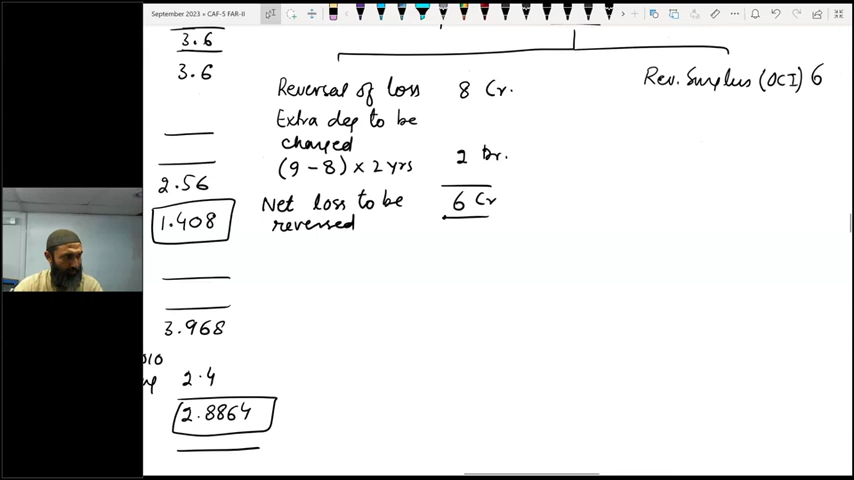 September 2023 » CAF-5 FAR-II
3.6
3.6
2.56
1.408
3.968
2.4
2.8864
Reversal of loss 8 Cr.
Extra dep to be
charged
(9-8) × 2 yrs 2 Dr.
Net loss to be 6 Cr
reversed
Rev. Surplus (OCI) 6